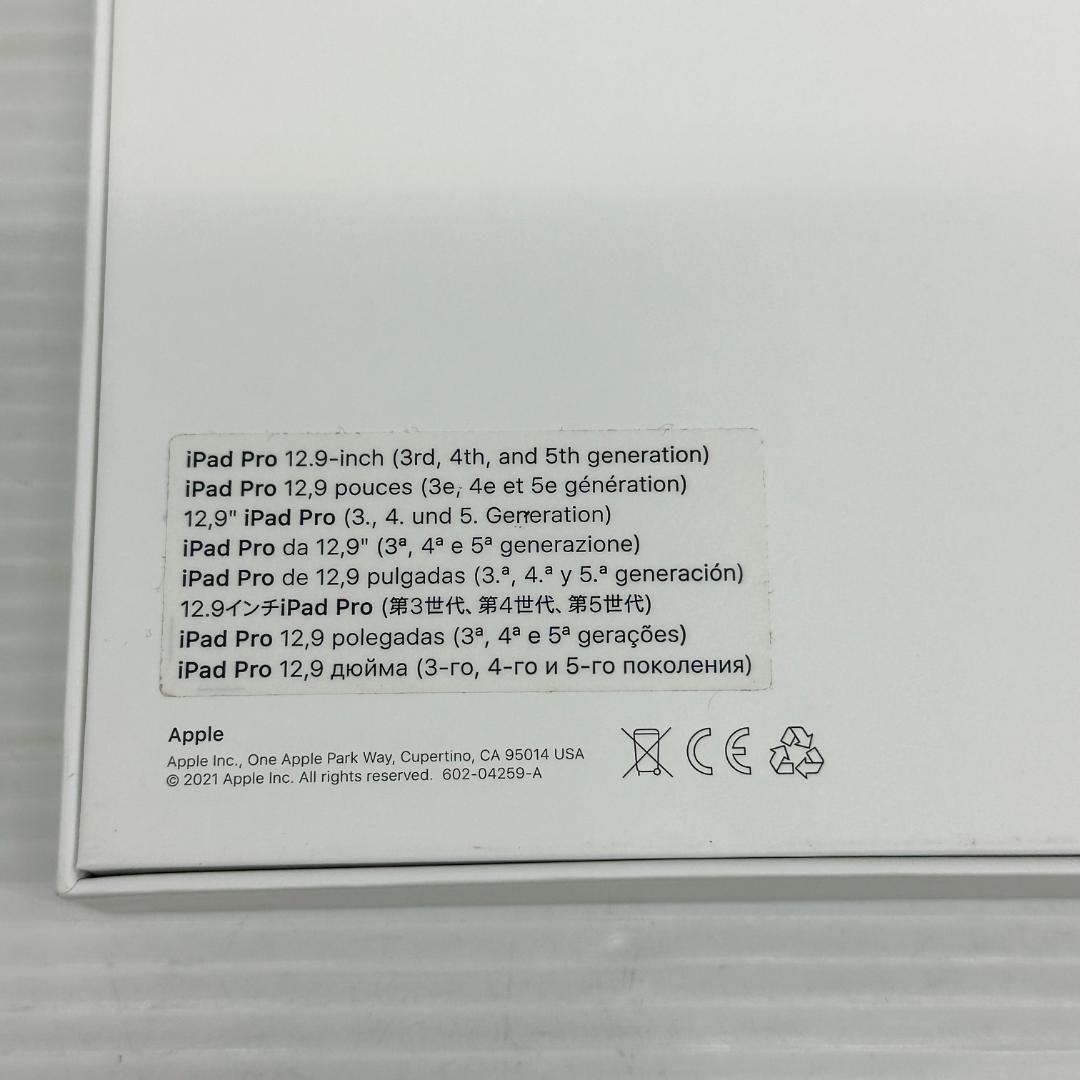 iPad Pro 12.9-inch (3rd, 4th, and 5th generation)
iPad Pro 12,9 pouces (3e, 4e et 5e génération)
12,9" iPad Pro (3., 4. und 5. Generation)
iPad Pro da 12,9" (3ª, 4ª e 5ª generazione)
iPad Pro de 12,9 pulgadas (3.ª, 4.ª y 5.ª generación)
12.9インチiPad Pro (第3世代、第4世代、第5世代)
iPad Pro 12,9 polegadas (3ª, 4ª e 5ª gerações)
iPad Pro 12,9 дюйма (3-го, 4-го и 5-го поколения)
Apple
Apple Inc., One Apple Park Way, Cupertino, CA 95014 USA
© 2021 Apple Inc. All rights reserved. 602-04259-A
CE